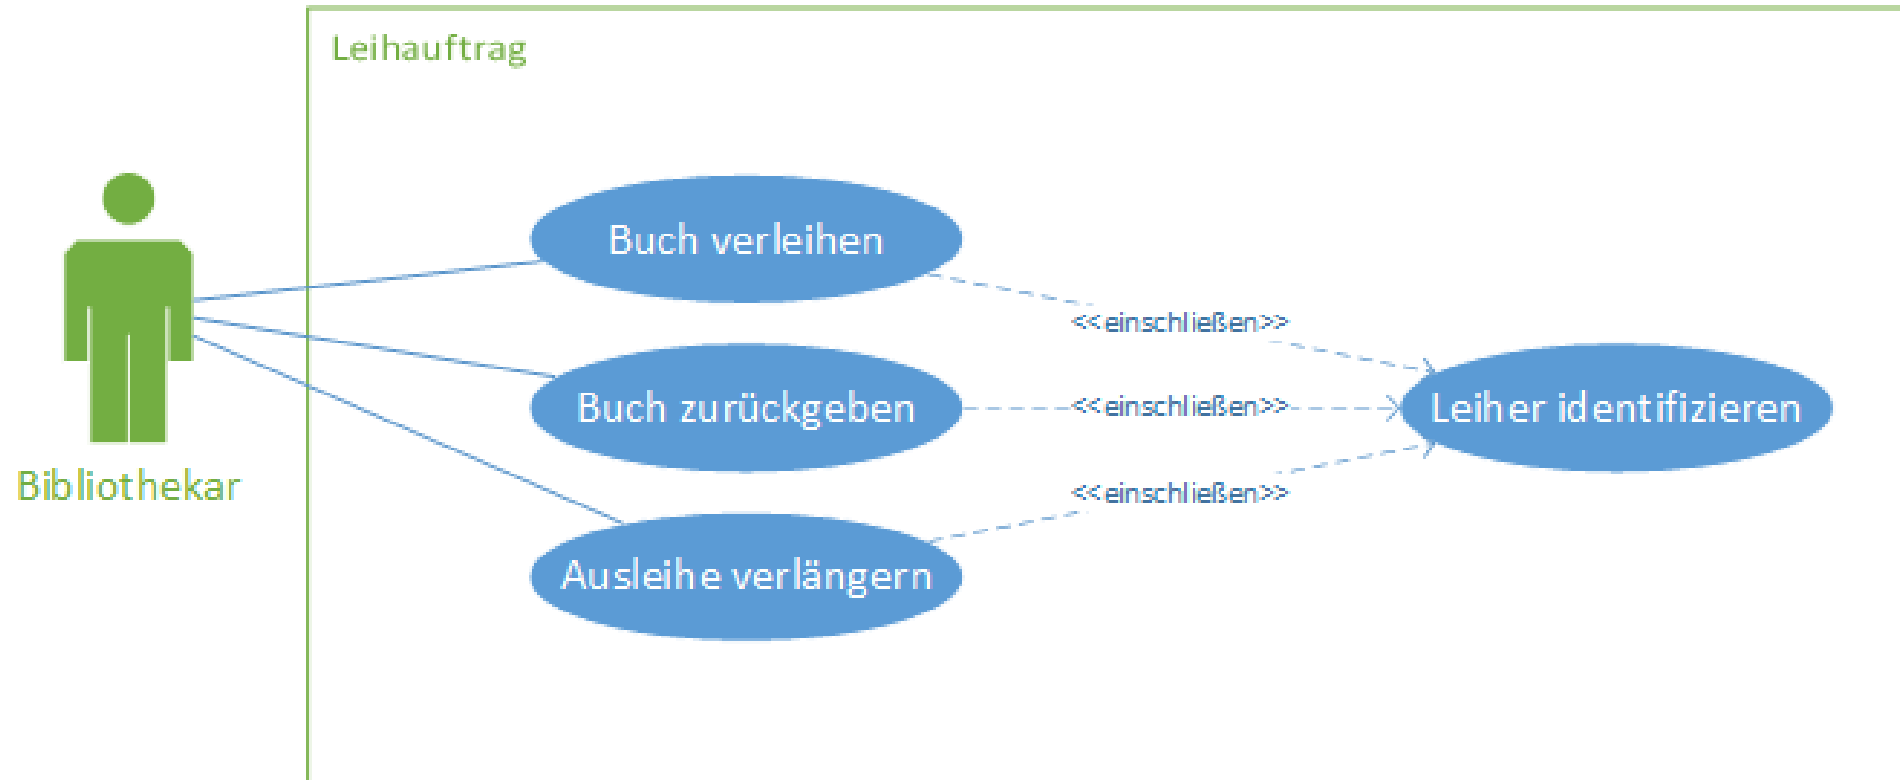 Leihauftrag
Buch verleihen
<<einschließen>>
Buch zurückgeben
<<einschließen>>
Leiher identifizieren
Bibliothekar
<<einschließen>>
Ausleihe verlängern